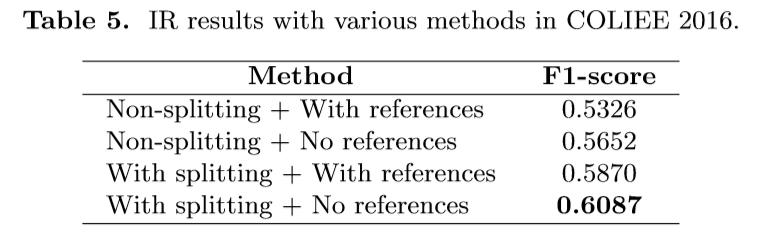 Table 5. IR results with various methods in COLIEE 2016.
Method F1-score
Non-splitting + With references 0.5326
Non-splitting + No references 0.5652
With splitting + With references 0.5870
With splitting + No references 0.6087